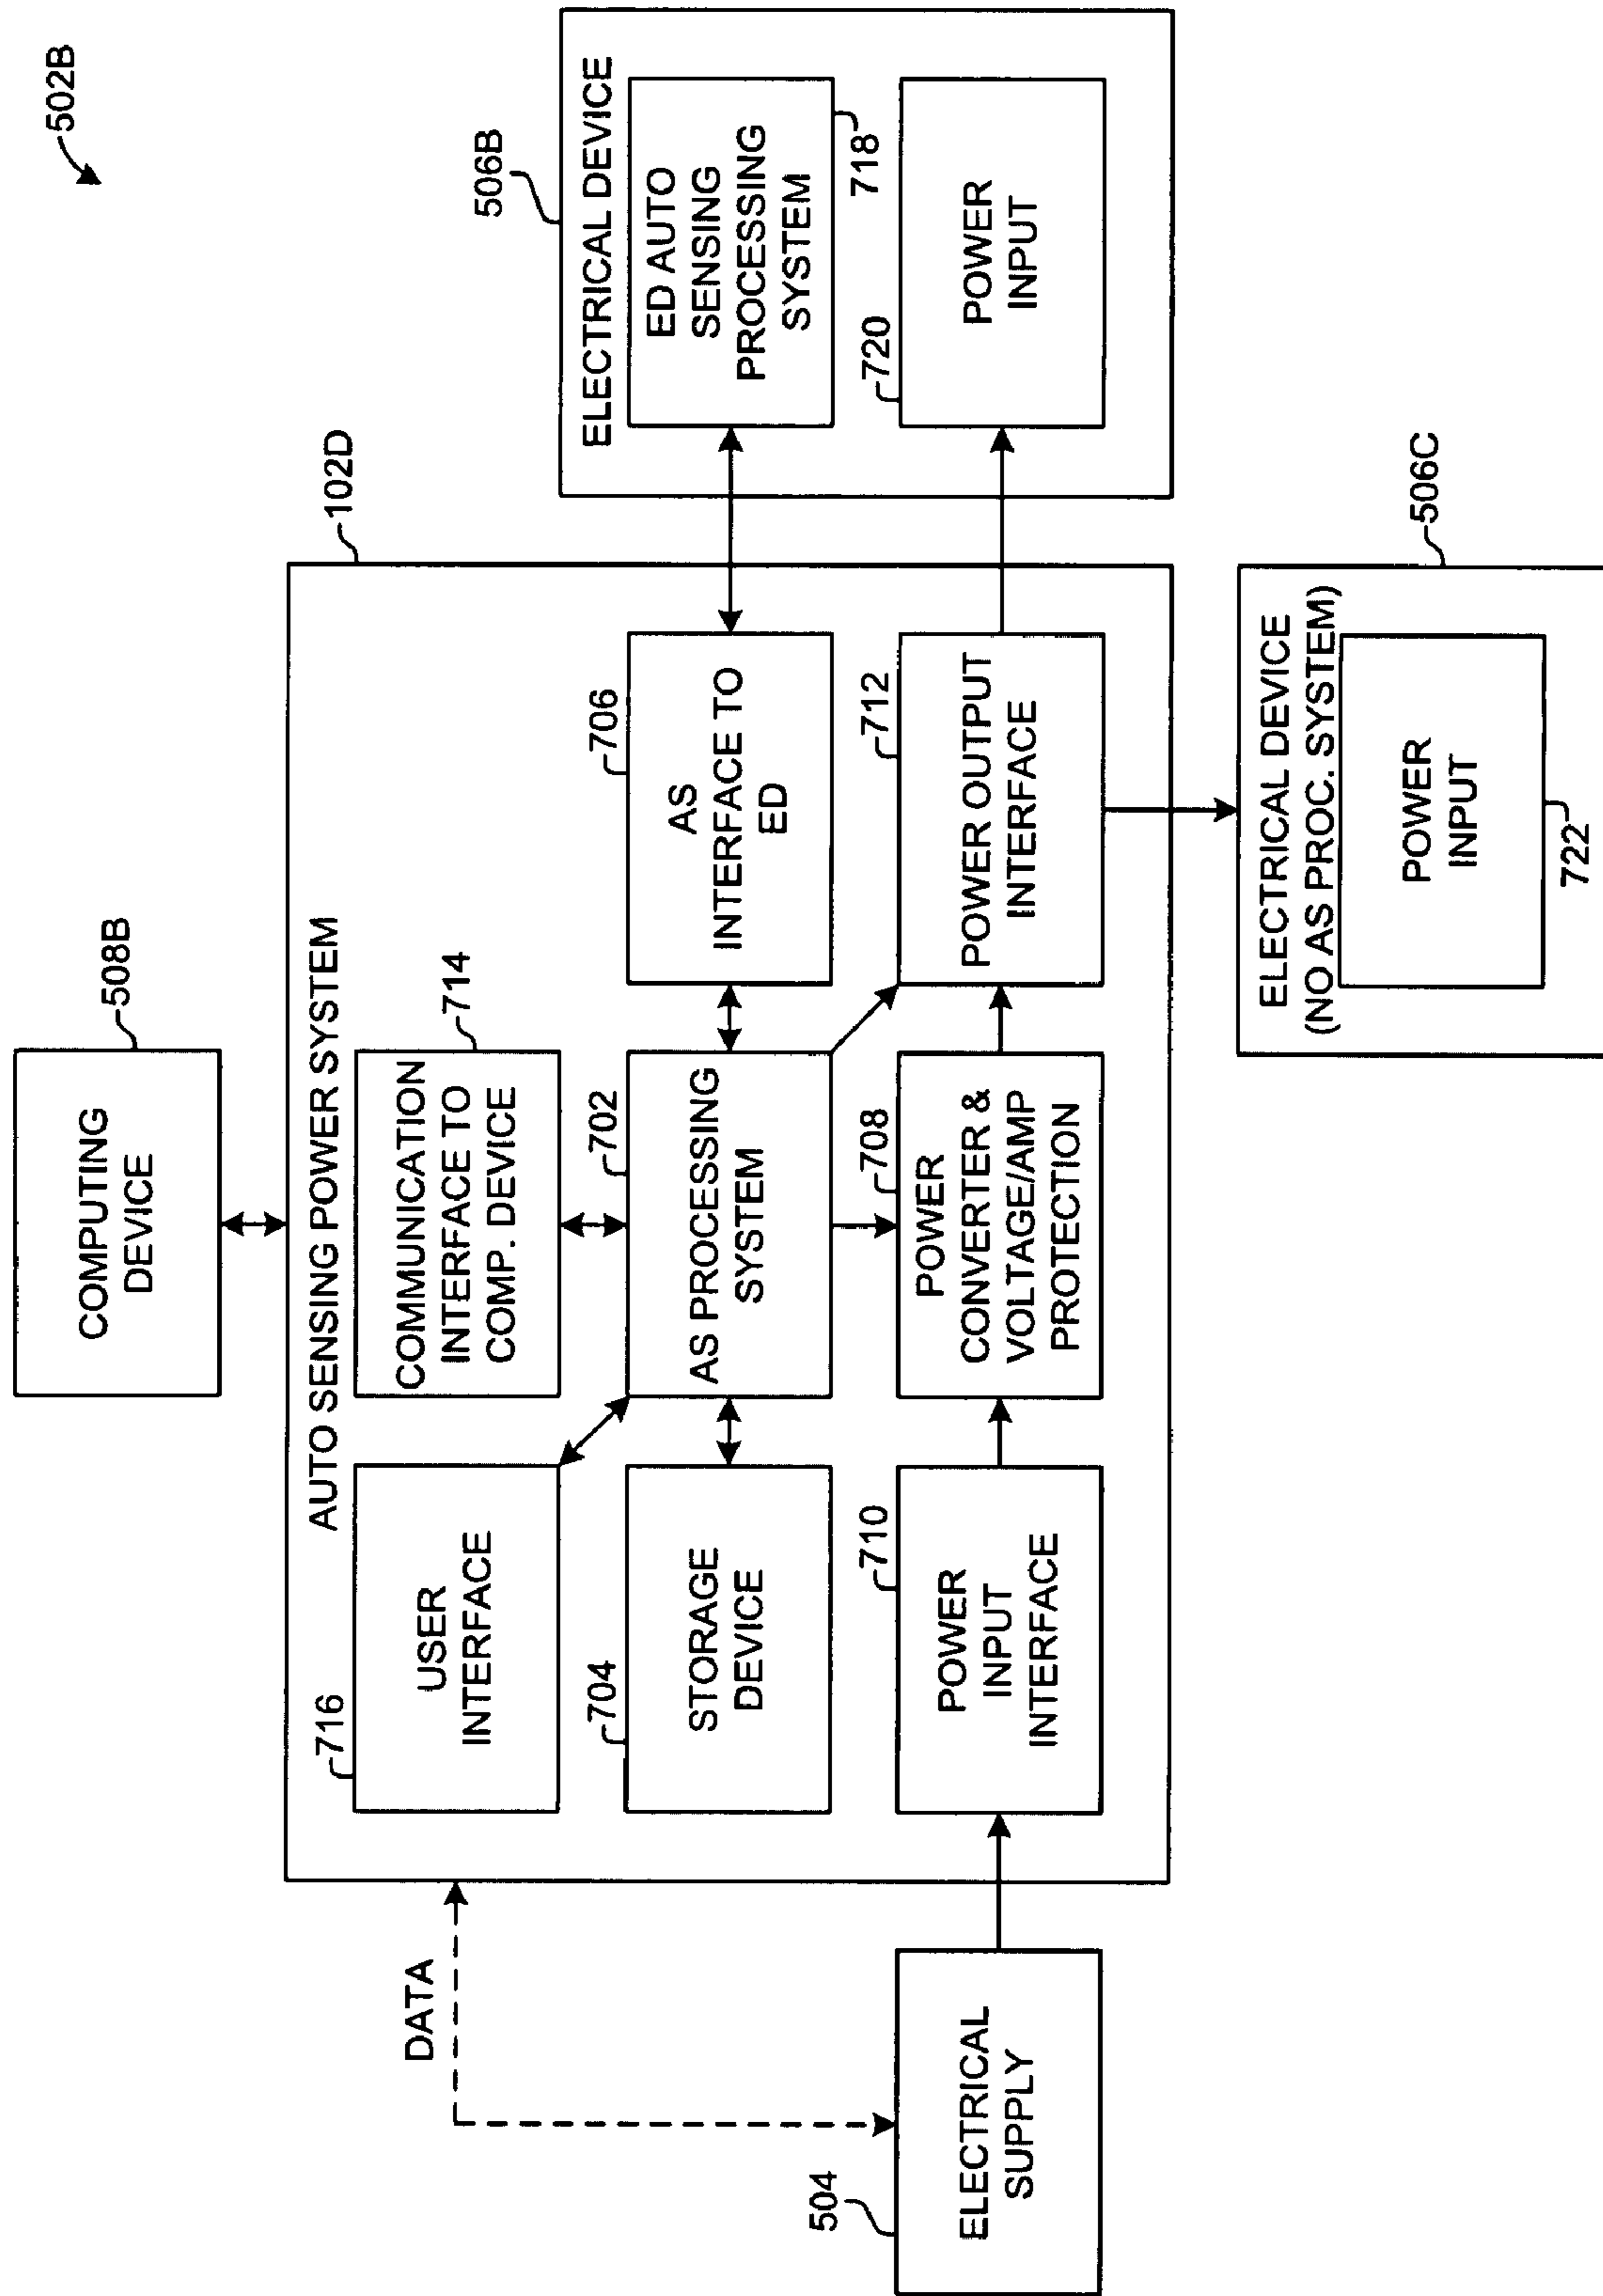 502B
COMPUTING
DEVICE
508B
AUTO SENSING POWER SYSTEM
102D
716
USER
INTERFACE
COMMUNICATION
INTERFACE TO
COMP. DEVICE
714
704
STORAGE
DEVICE
702
AS PROCESSING
SYSTEM
706
AS
INTERFACE TO
ED
710
POWER
INPUT
INTERFACE
708
POWER
CONVERTER &
VOLTAGE/AMP
PROTECTION
712
POWER OUTPUT
INTERFACE
DATA
504
ELECTRICAL
SUPPLY
506B
ELECTRICAL DEVICE
ED AUTO
SENSING
PROCESSING
SYSTEM
718
720
POWER
INPUT
506C
ELECTRICAL DEVICE
(NO AS PROC. SYSTEM)
POWER
INPUT
722